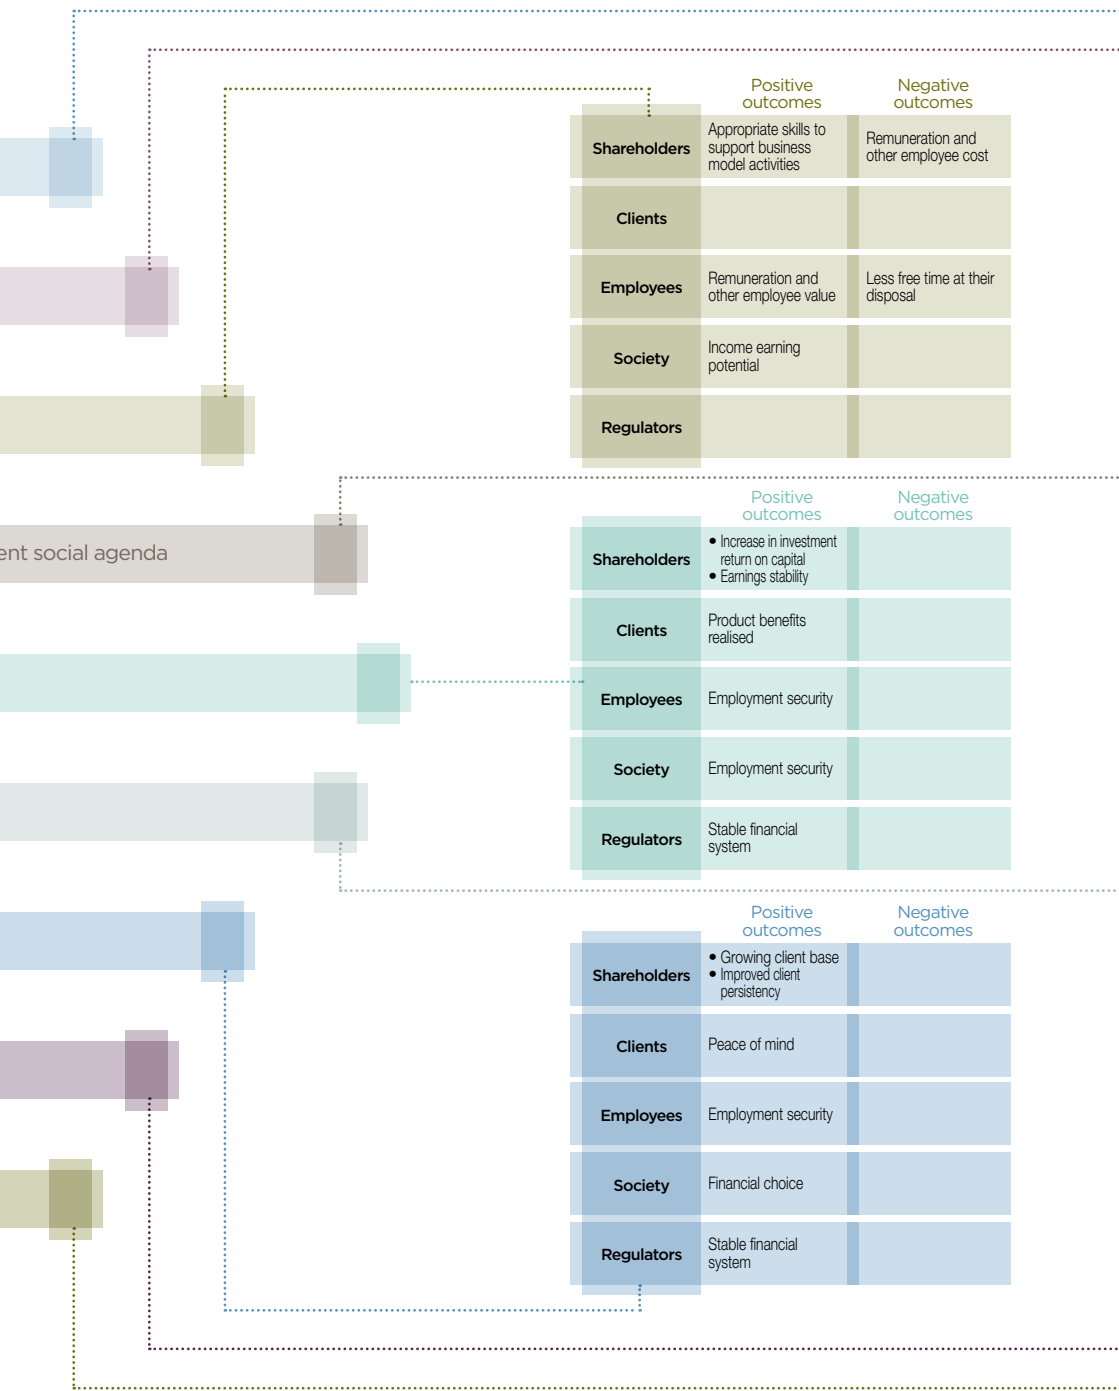 Positive outcomes
Negative outcomes
Shareholders
Appropriate skills to
support business
model activities
Remuneration and
other employee cost
Clients
Employees
Remuneration and
other employee value
Less free time at their
disposal
Society
Income earning
potential
Regulators
ent social agenda
Positive outcomes
Negative outcomes
Shareholders
• Increase in investment
return on capital
• Earnings stability
Clients
Product benefits
realised
Employees
Employment security
Society
Employment security
Regulators
Stable financial
system
Positive outcomes
Negative outcomes
Shareholders
• Growing client base
• Improved client
persistency
Clients
Peace of mind
Employees
Employment security
Society
Financial choice
Regulators
Stable financial
system